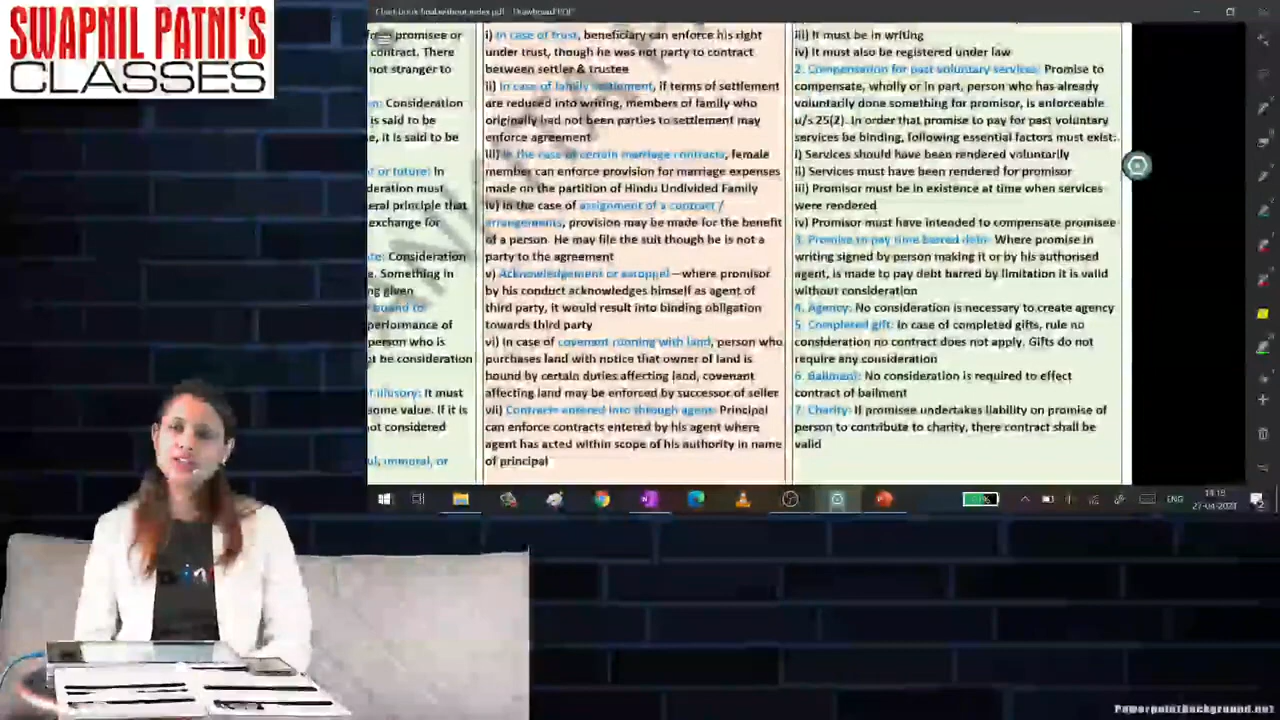 SWAPNIL PATNI'S
CLASSES
promisee or
contract. There
not stranger to
Consideration
is said to be
e, it is said to be
or future: In
deration must
eral principle that
exchange for
Consideration
e. Something in
ng given
bound to
performance of
person who is
be consideration
illusory: It must
some value. If it is
not considered
immoral, or
i) In case of trust, beneficiary can enforce his right
under trust, though he was not party to contract
between settler & trustee
ii) In case of family settlement, if terms of settlement
are reduced into writing, members of family who
originally had not been parties to settlement may
enforce agreement
iii) In the case of certain marriage contracts, female
member can enforce provision for marriage expenses
made on the partition of Hindu Undivided Family
iv) In the case of assignment of a contract /
arrangements, provision may be made for the benefit
of a person. He may file the suit though he is not a
party to the agreement
v) Acknowledgement or estoppel –where promisor
by his conduct acknowledges himself as agent of
third party, it would result into binding obligation
towards third party
vi) In case of covenant running with land, person who
purchases land with notice that owner of land is
bound by certain duties affecting land, covenant
affecting land may be enforced by successor of seller
vii) Contracts entered into through agent: Principal
can enforce contracts entered by his agent where
agent has acted within scope of his authority in name
of principal
iii) It must be in writing
iv) It must also be registered under law
2. Compensation for past voluntary services: Promise to
compensate, wholly or in part, person who has already
voluntarily done something for promisor, is enforceable
u/s 25(2). In order that promise to pay for past voluntary
services be binding, following essential factors must exist:
i) Services should have been rendered voluntarily
ii) Services must have been rendered for promisor
iii) Promisor must be in existence at time when services
were rendered
iv) Promisor must have intended to compensate promisee
3. Promise to pay time barred debt: Where promise in
writing signed by person making it or by his authorised
agent, is made to pay debt barred by limitation it is valid
without consideration
4. Agency: No consideration is necessary to create agency
5. Completed gift: In case of completed gifts, rule no
consideration no contract does not apply. Gifts do not
require any consideration
6. Bailment: No consideration is required to effect
contract of bailment
7. Charity: If promisee undertakes liability on promise of
person to contribute to charity, there contract shall be
valid
ENG
PowerpointBackground.net